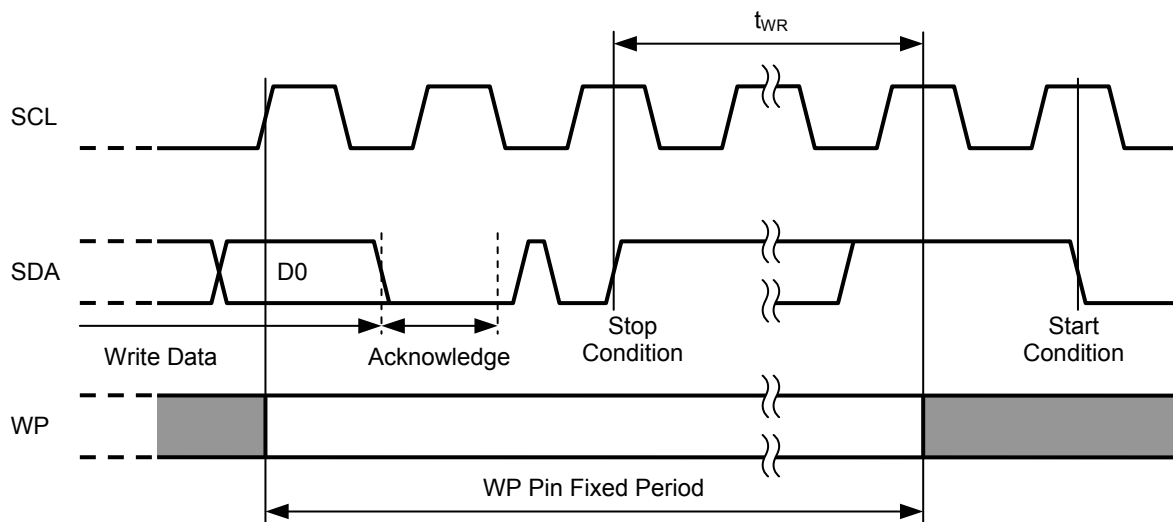 tWR
SCL
SDA
D0
Stop
Condition
Start
Condition
Write Data
Acknowledge
WP
WP Pin Fixed Period